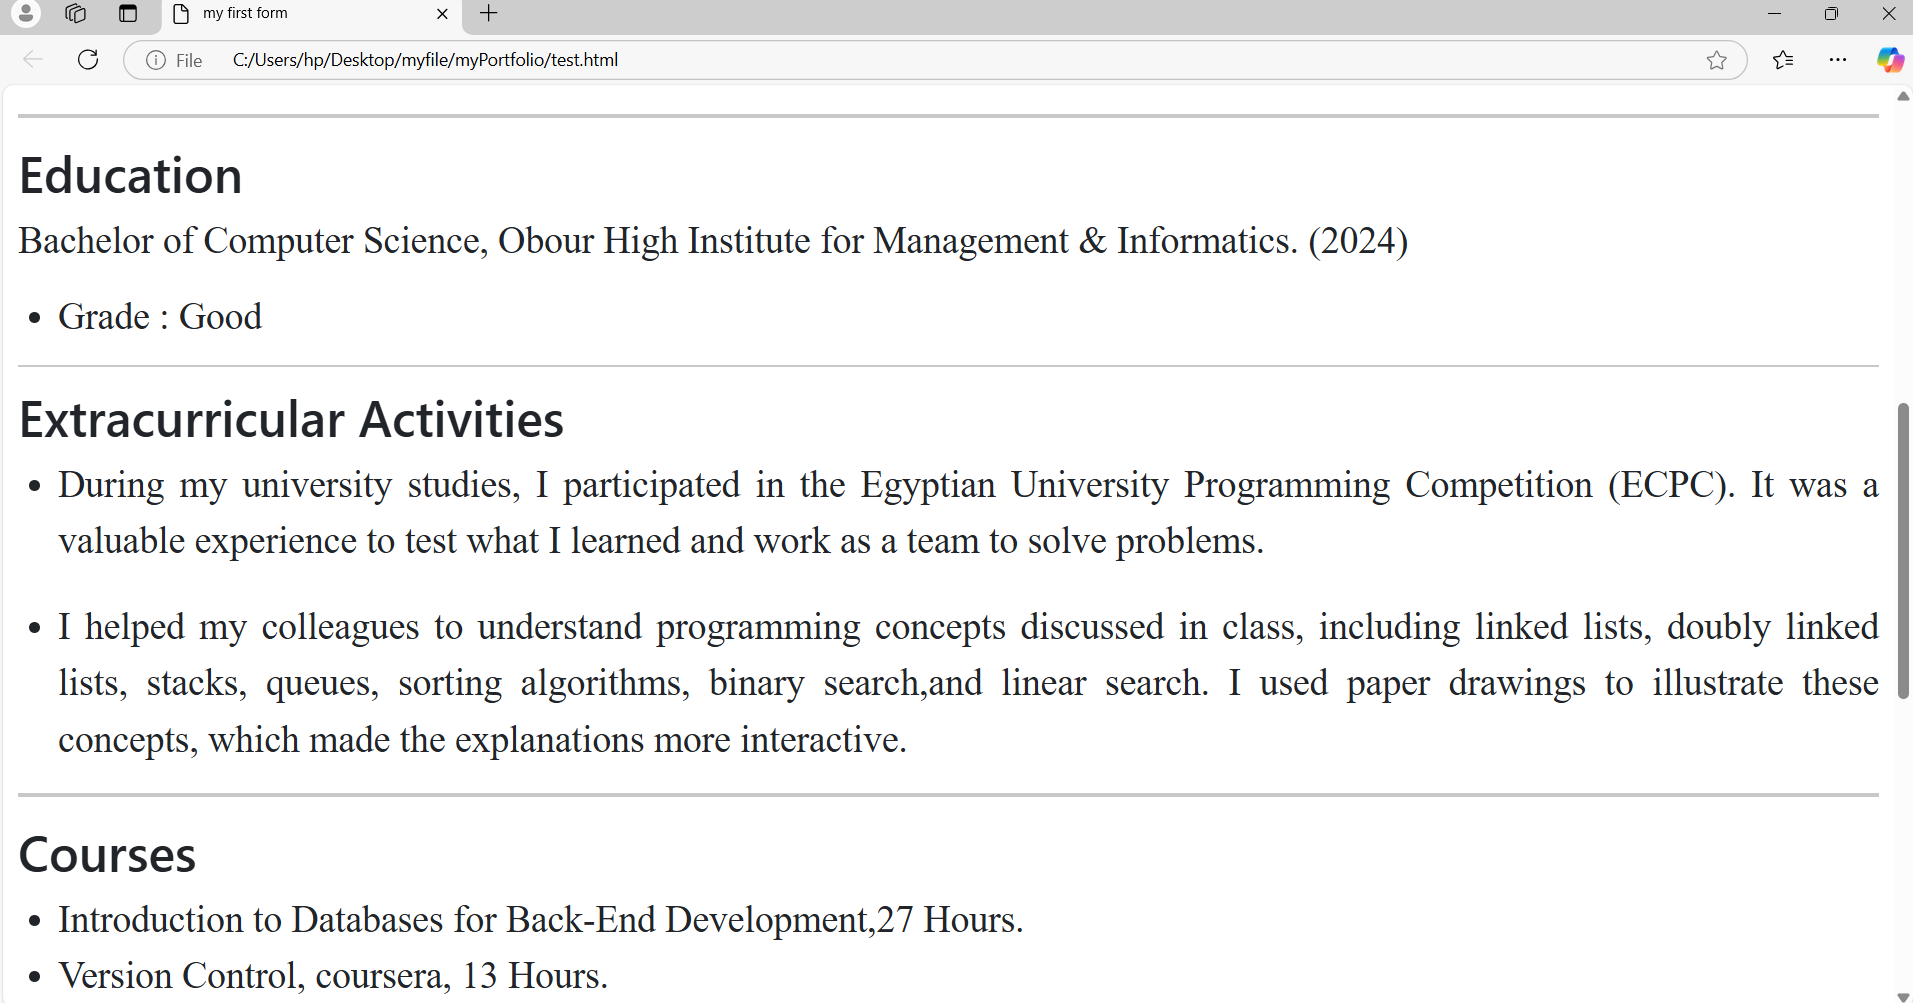 my first form
File C:/Users/hp/Desktop/myfile/myPortfolio/test.html
Education
Bachelor of Computer Science, Obour High Institute for Management & Informatics. (2024)
• Grade : Good
Extracurricular Activities
• During my university studies, I participated in the Egyptian University Programming Competition (ECPC). It was a
valuable experience to test what I learned and work as a team to solve problems.
• I helped my colleagues to understand programming concepts discussed in class, including linked lists, doubly linked
lists, stacks, queues, sorting algorithms, binary search,and linear search. I used paper drawings to illustrate these
concepts, which made the explanations more interactive.
Courses
• Introduction to Databases for Back-End Development,27 Hours.
• Version Control, coursera, 13 Hours.